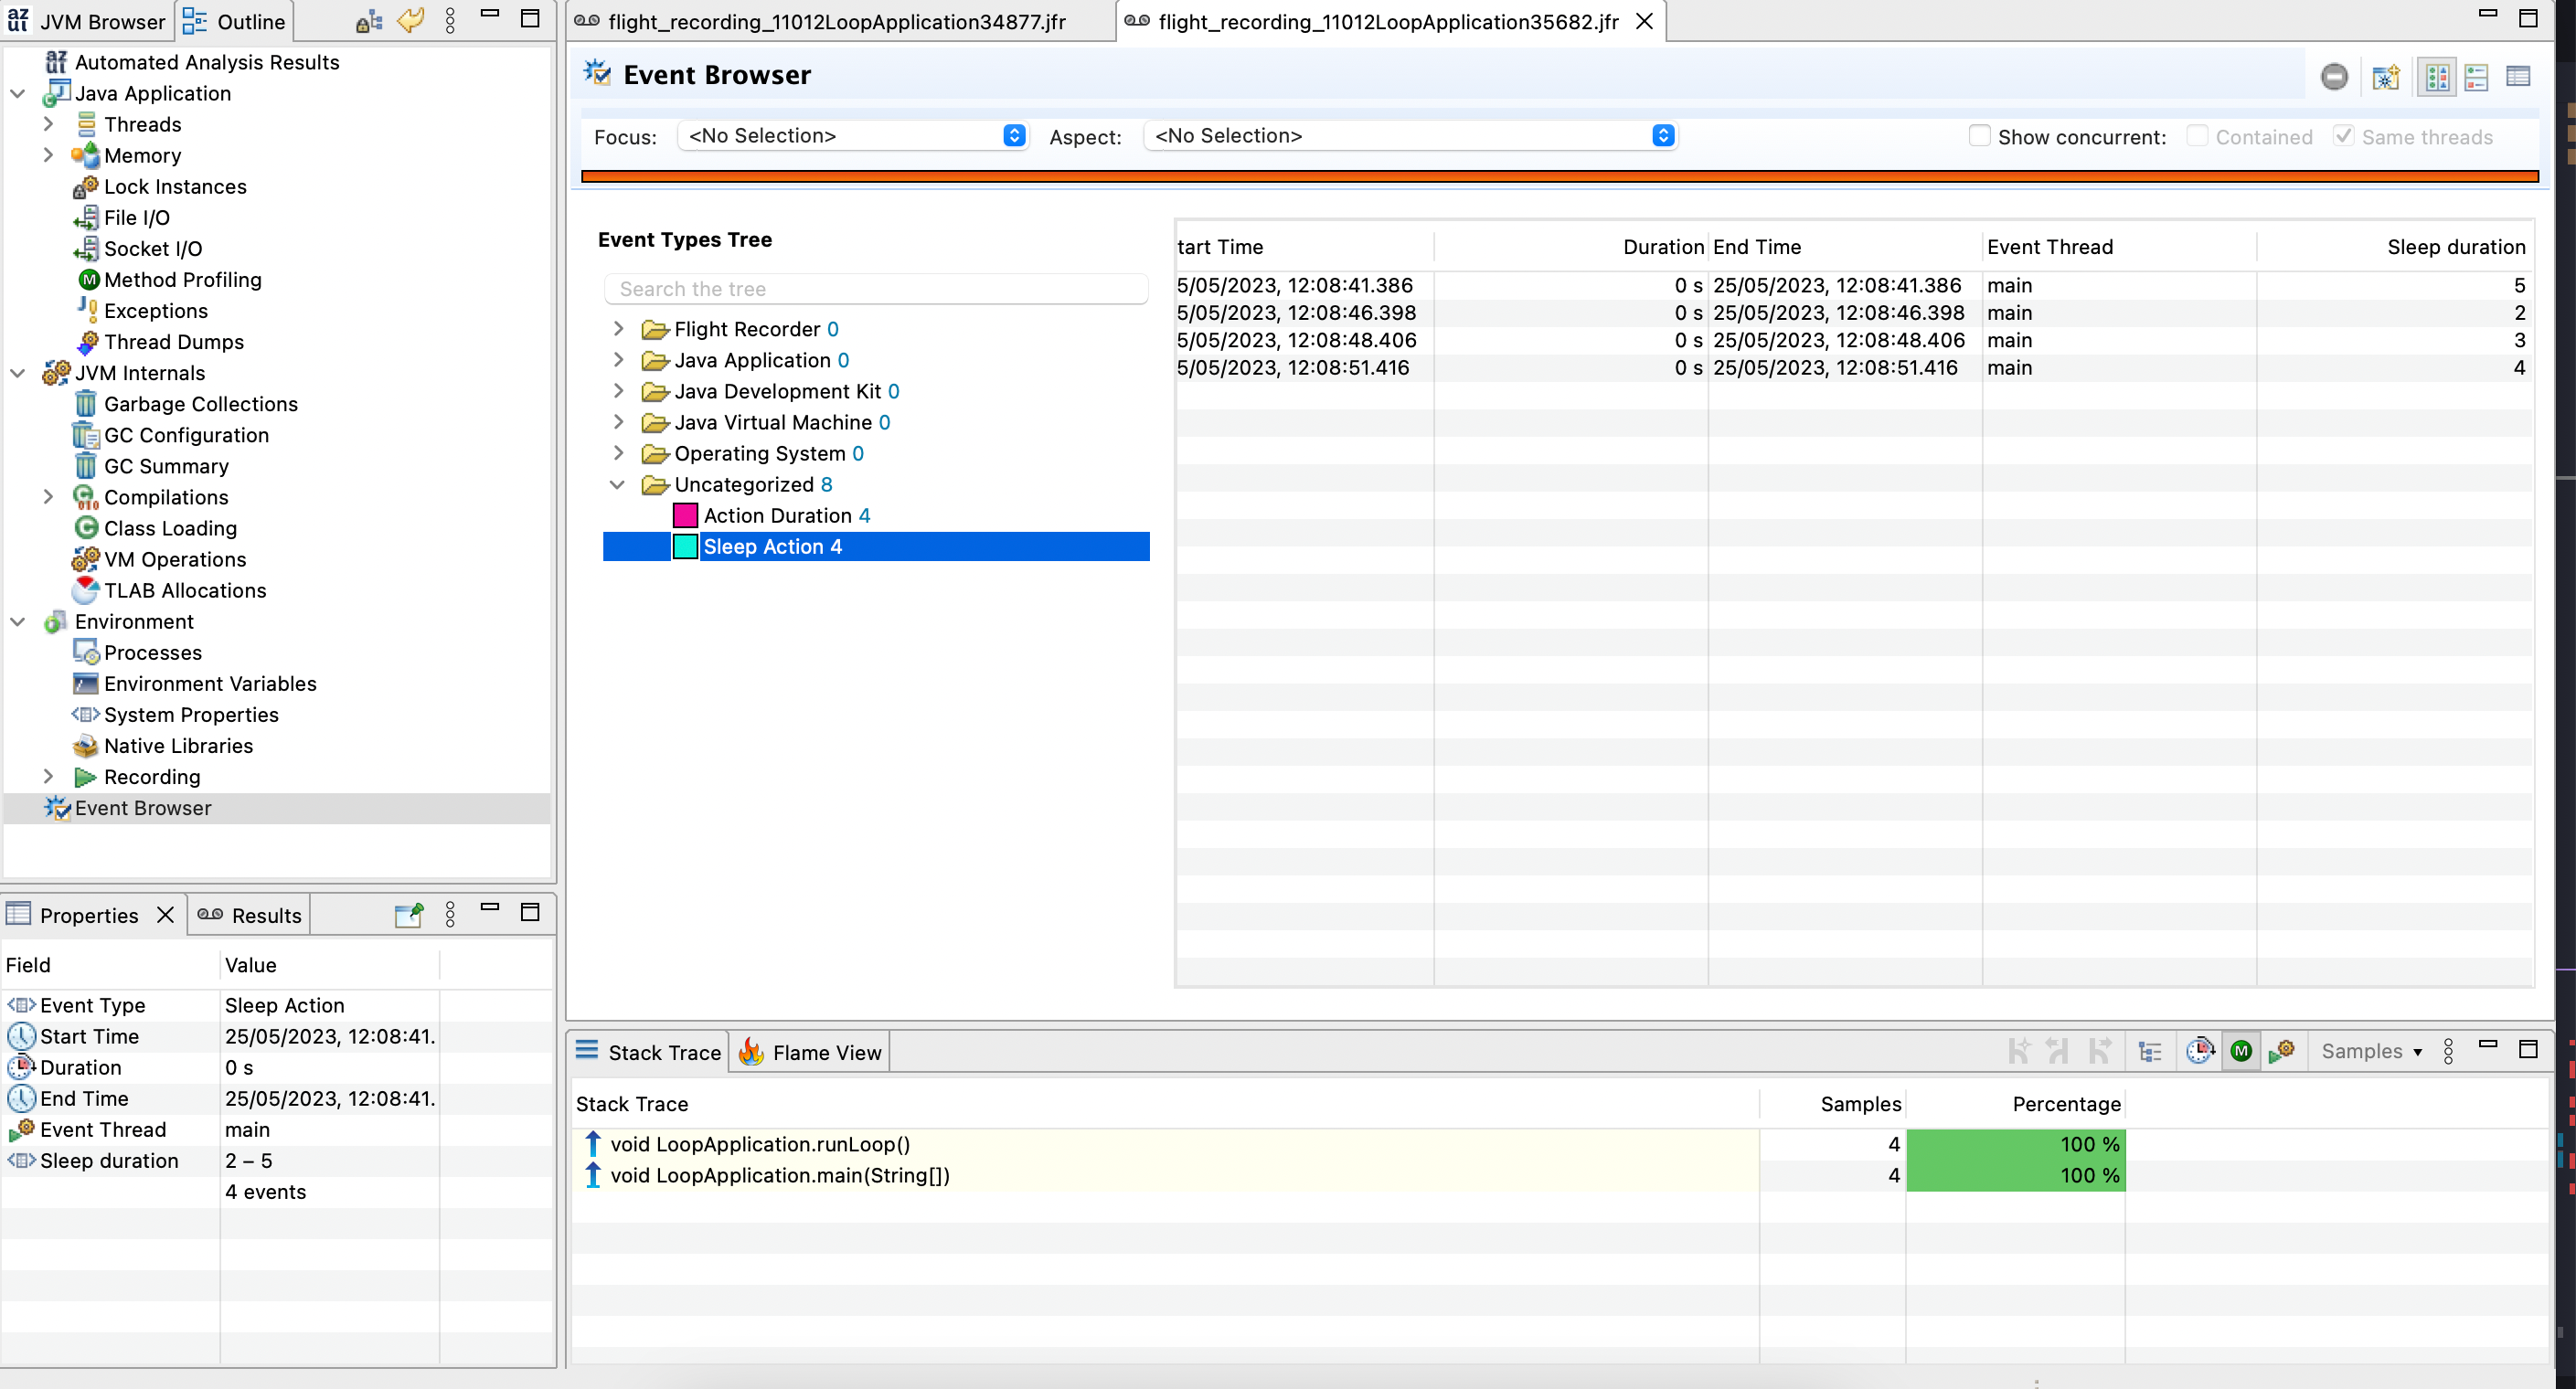 JVM Browser
Outline
Automated Analysis Results
Java Application
Threads
Memory
Lock Instances
File I/O
Socket I/O
Method Profiling
Exceptions
Thread Dumps
JVM Internals
Garbage Collections
GC Configuration
GC Summary
Compilations
Class Loading
VM Operations
TLAB Allocations
Environment
Processes
Environment Variables
System Properties
Native Libraries
Recording
Event Browser
Properties
Results
Field Value
Event Type Sleep Action
Start Time 25/05/2023, 12:08:41.
Duration 0 s
End Time 25/05/2023, 12:08:41.
Event Thread main
Sleep duration 2 – 5
4 events
flight_recording_11012LoopApplication34877.jfr
flight_recording_11012LoopApplication35682.jfr
Event Browser
Focus: <No Selection> Aspect: <No Selection> Show concurrent: Contained Same threads
Event Types Tree
Search the tree
Flight Recorder 0
Java Application 0
Java Development Kit 0
Java Virtual Machine 0
Operating System 0
Uncategorized 8
Action Duration 4
Sleep Action 4
tart Time Duration End Time Event Thread Sleep duration
5/05/2023, 12:08:41.386 0 s 25/05/2023, 12:08:41.386 main 5
5/05/2023, 12:08:46.398 0 s 25/05/2023, 12:08:46.398 main 2
5/05/2023, 12:08:48.406 0 s 25/05/2023, 12:08:48.406 main 3
5/05/2023, 12:08:51.416 0 s 25/05/2023, 12:08:51.416 main 4
Stack Trace
Flame View
Samples
Stack Trace Samples Percentage
void LoopApplication.runLoop() 4 100 %
void LoopApplication.main(String[]) 4 100 %